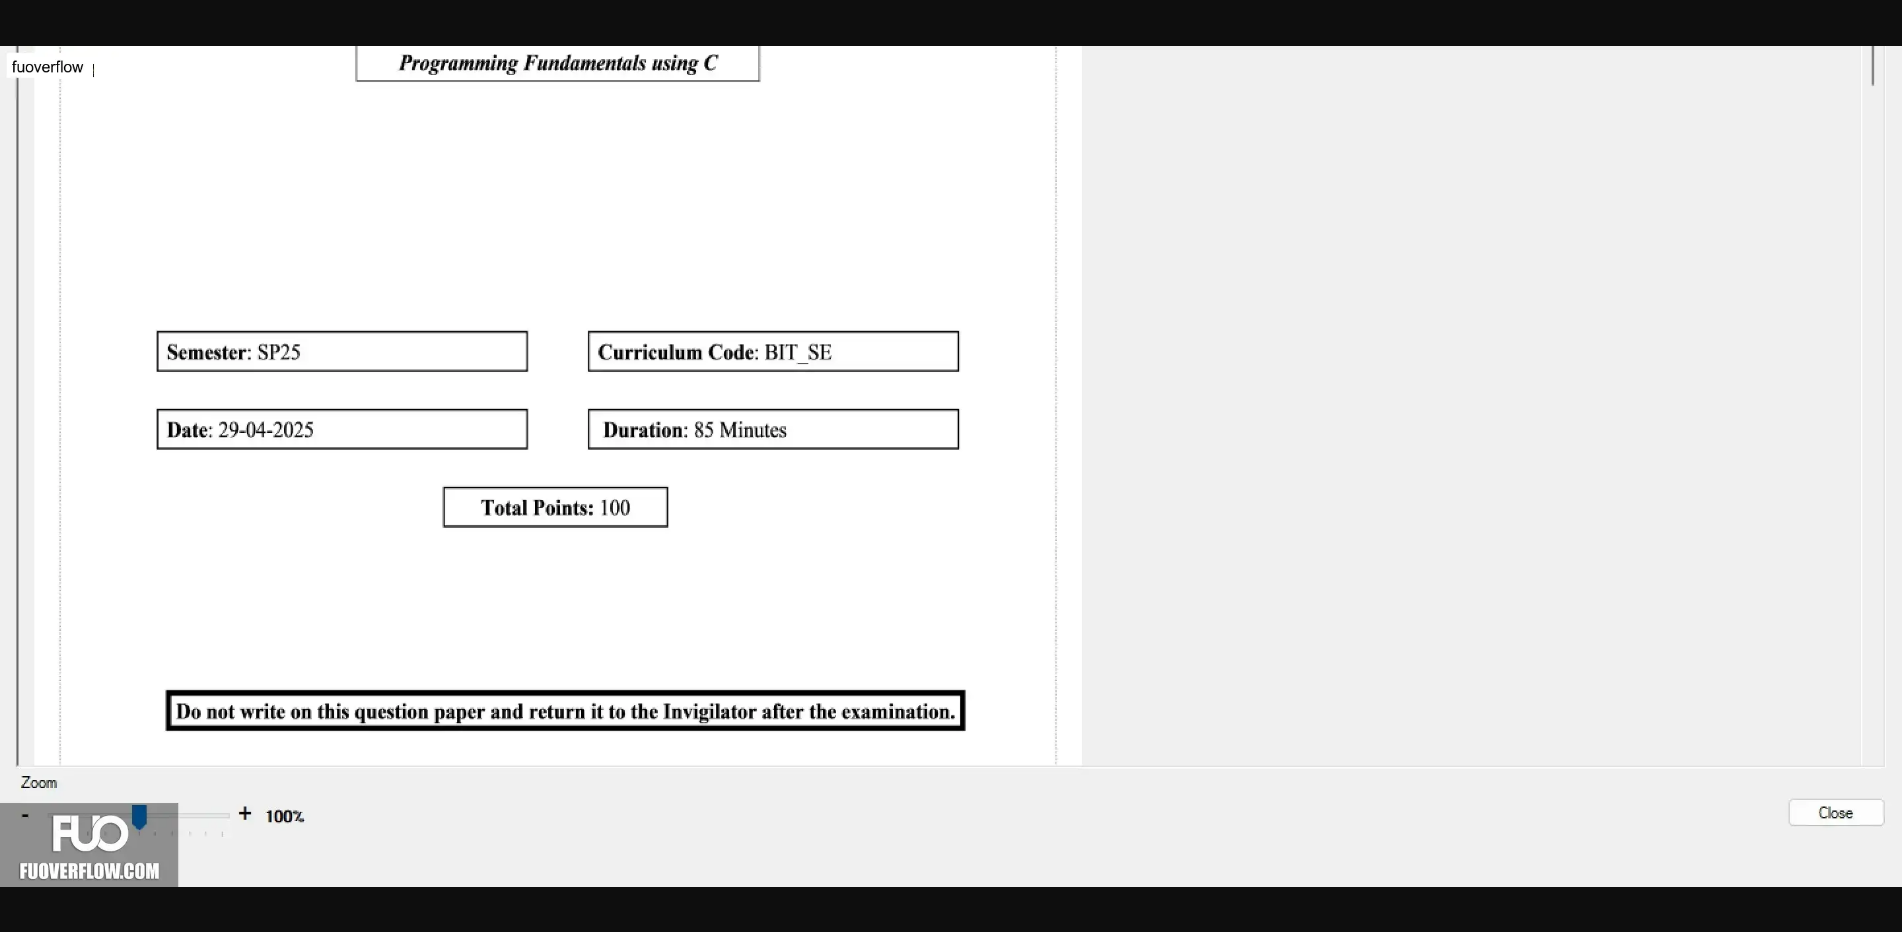 Programming Fundamentals using C
fuoverflow
Semester: SP25
Curriculum Code: BIT_SE
Date: 29-04-2025
Duration: 85 Minutes
Total Points: 100
Do not write on this question paper and return it to the Invigilator after the examination.
Zoom
- + 100%
Close
FUO
FUOVERFLOW.COM